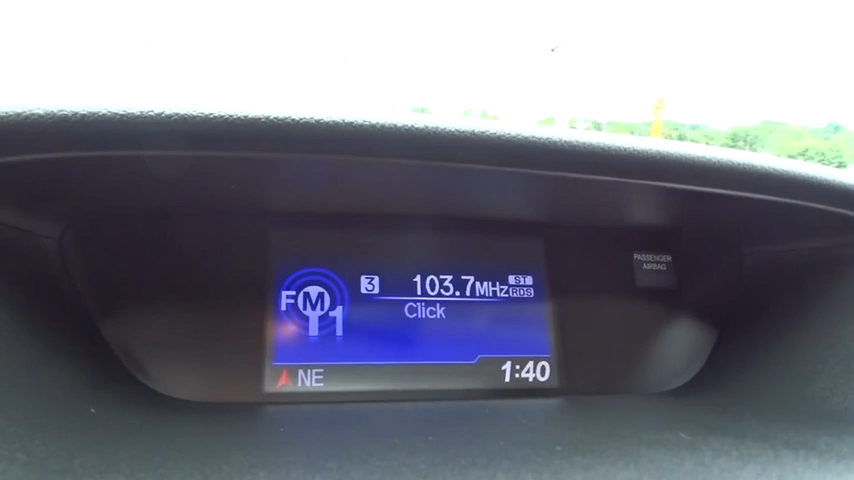 3 103.7MHz ST RDS
FM1
Click
NE 1:40
PASSENGER
AIRBAG